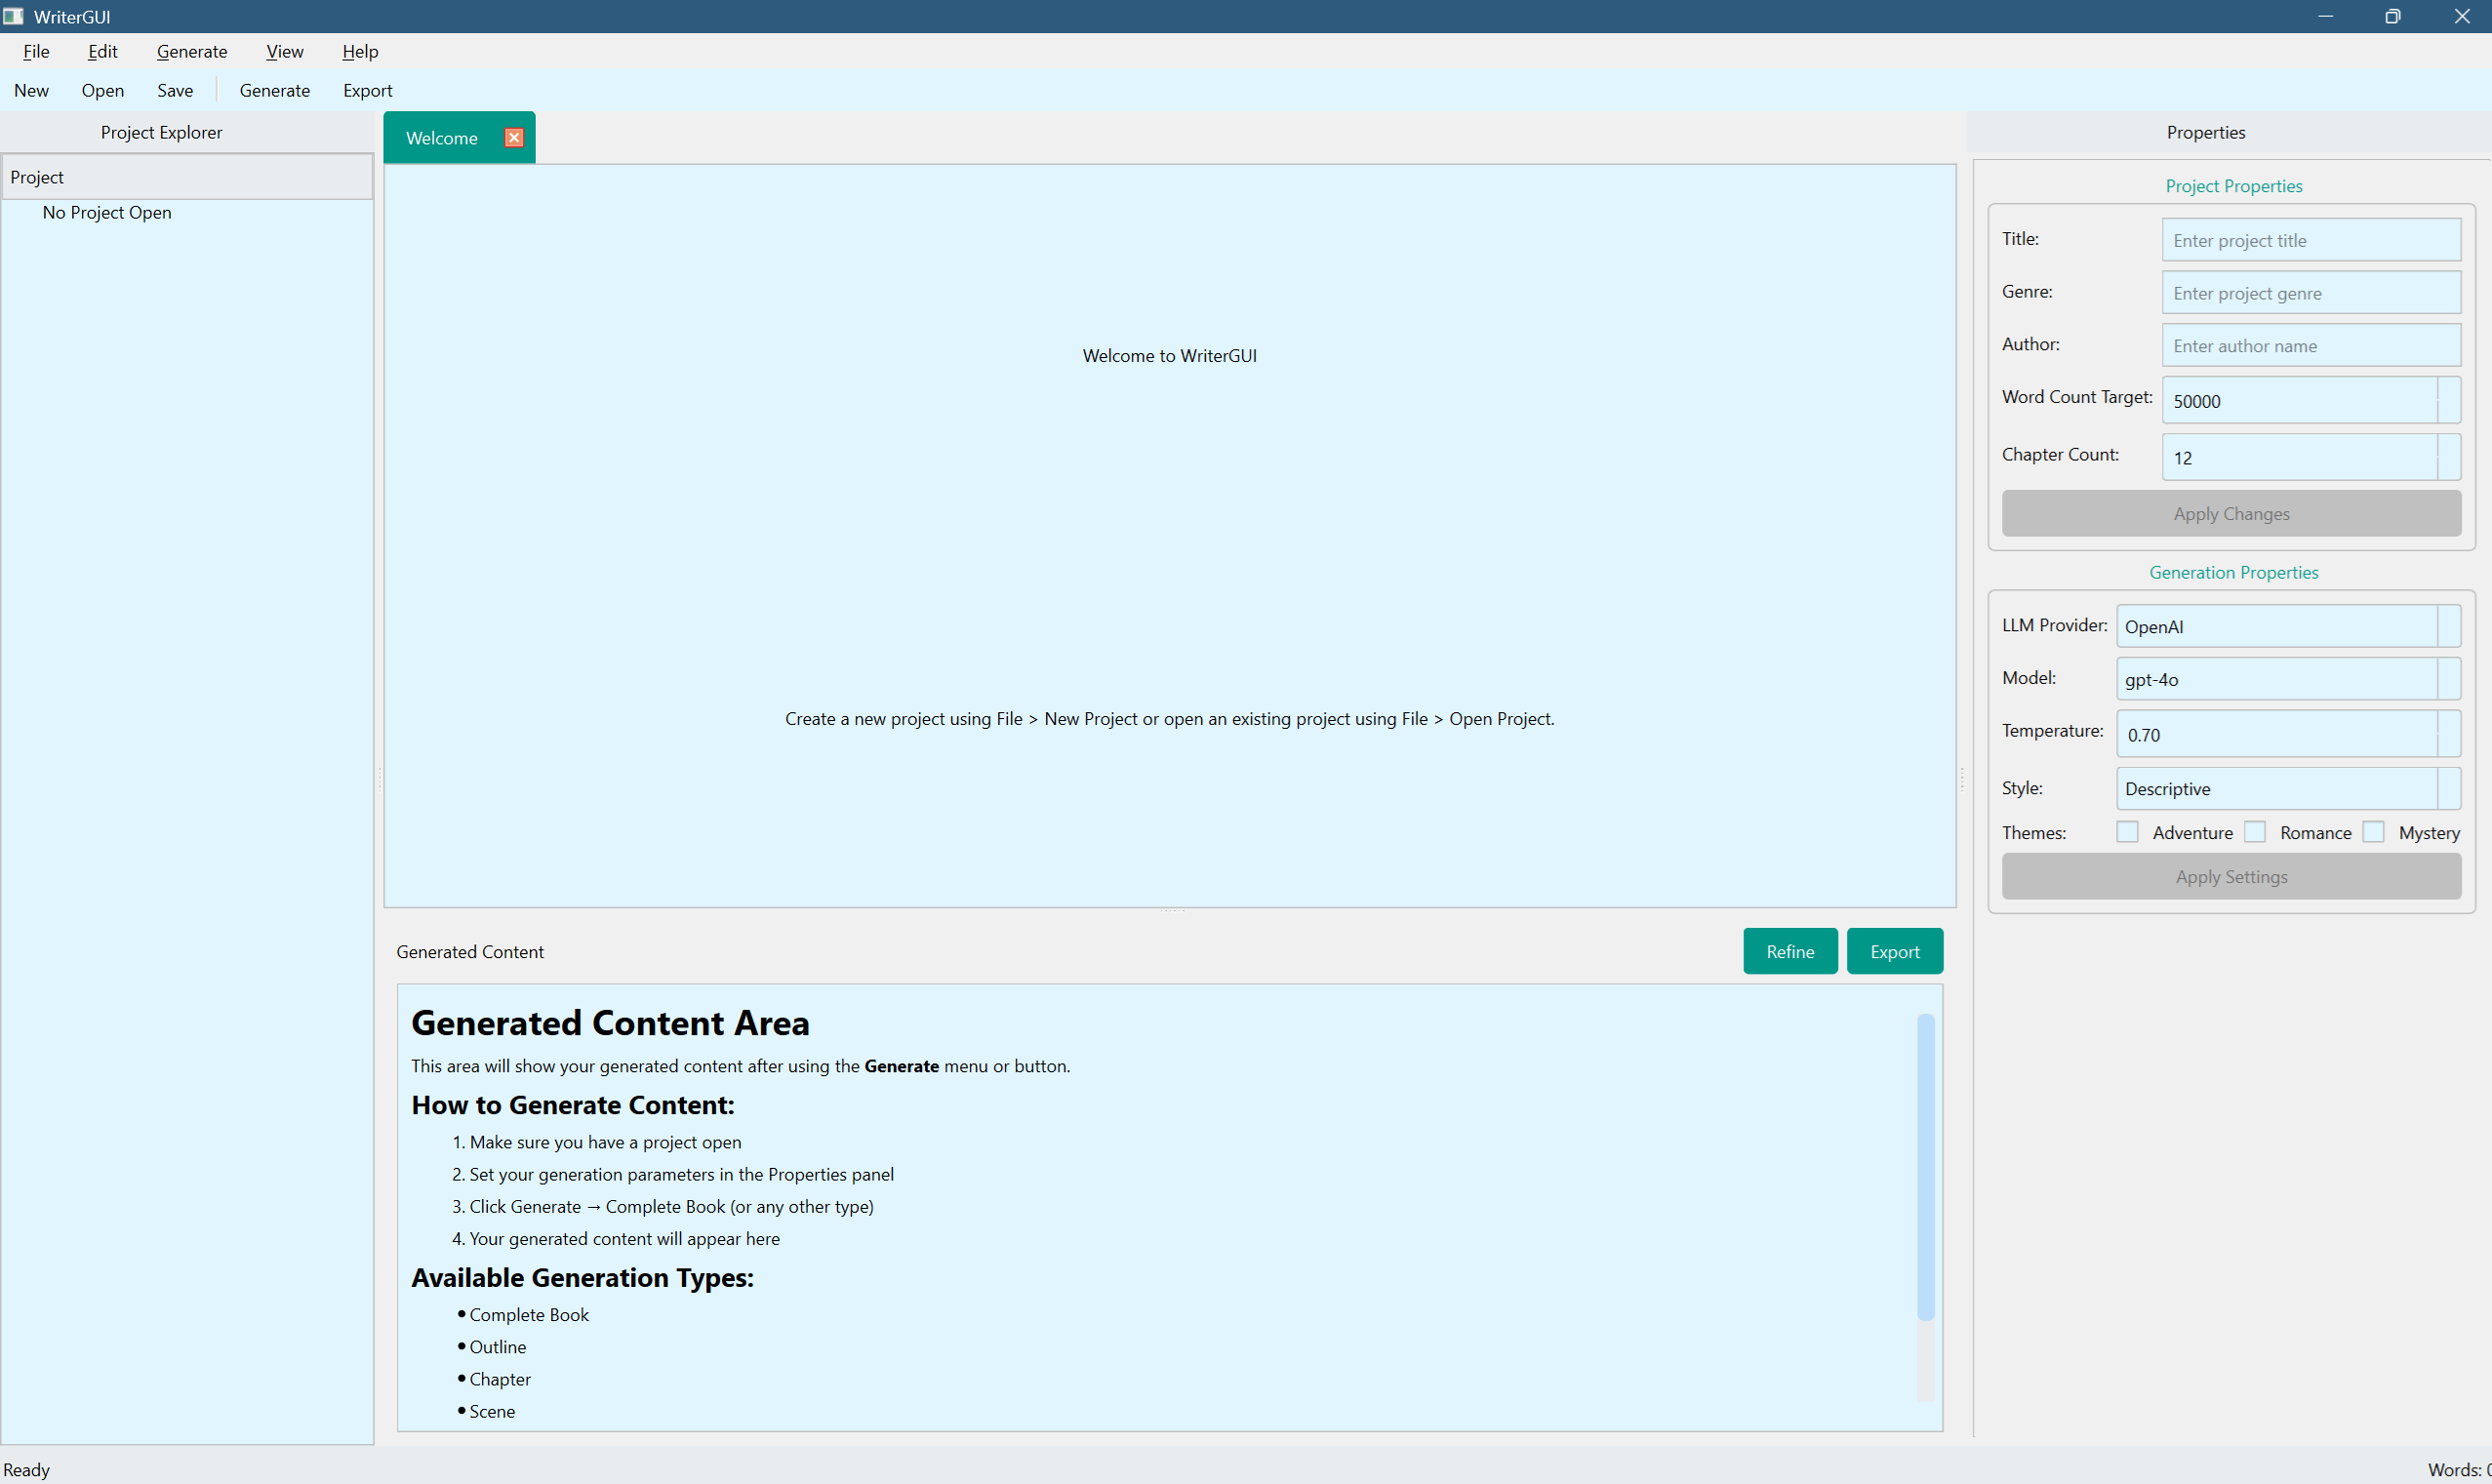 WriterGUI
File Edit Generate View Help
New Open Save Generate Export
Project Explorer
Project
No Project Open
Welcome
Welcome to WriterGUI
Create a new project using File > New Project or open an existing project using File > Open Project.
Generated Content
Refine Export
Generated Content Area
This area will show your generated content after using the Generate menu or button.
How to Generate Content:
1. Make sure you have a project open
2. Set your generation parameters in the Properties panel
3. Click Generate → Complete Book (or any other type)
4. Your generated content will appear here
Available Generation Types:
• Complete Book
• Outline
• Chapter
• Scene
Properties
Project Properties
Title: Enter project title
Genre: Enter project genre
Author: Enter author name
Word Count Target: 50000
Chapter Count: 12
Apply Changes
Generation Properties
LLM Provider: OpenAI
Model: gpt-4o
Temperature: 0.70
Style: Descriptive
Themes: Adventure Romance Mystery
Apply Settings
Ready
Words: